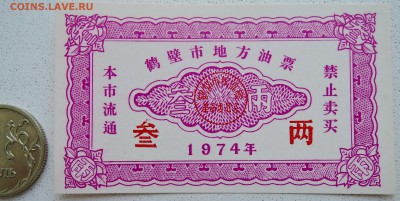 COINS.LAVE.RU
鹤壁市地方油票
本市流通
禁止卖买
叁 两
叁 两
1974年